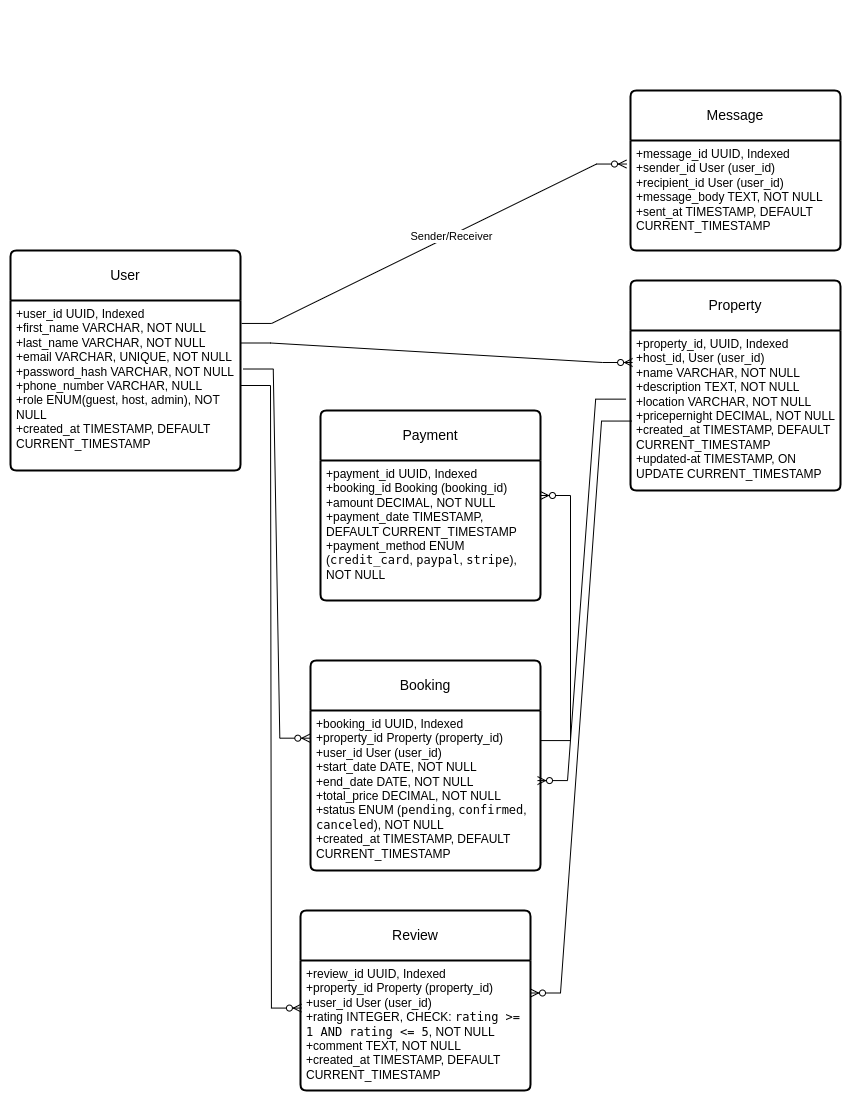 Message
+message_id UUID, Indexed
+sender_id User (user_id)
+recipient_id User (user_id)
+message_body TEXT, NOT NULL
+sent_at TIMESTAMP, DEFAULT
CURRENT_TIMESTAMP
Sender/Receiver
User
+user_id UUID, Indexed
+first_name VARCHAR, NOT NULL
+last_name VARCHAR, NOT NULL
+email VARCHAR, UNIQUE, NOT NULL
+password_hash VARCHAR, NOT NULL
+phone_number VARCHAR, NULL
+role ENUM(guest, host, admin), NOT
NULL
+created_at TIMESTAMP, DEFAULT
CURRENT_TIMESTAMP
Property
+property_id, UUID, Indexed
+host_id, User (user_id)
+name VARCHAR, NOT NULL
+description TEXT, NOT NULL
+location VARCHAR, NOT NULL
+pricepernight DECIMAL, NOT NULL
+created_at TIMESTAMP, DEFAULT
CURRENT_TIMESTAMP
+updated-at TIMESTAMP, ON
UPDATE CURRENT_TIMESTAMP
Payment
+payment_id UUID, Indexed
+booking_id Booking (booking_id)
+amount DECIMAL, NOT NULL
+payment_date TIMESTAMP,
DEFAULT CURRENT_TIMESTAMP
+payment_method ENUM
(credit_card, paypal, stripe),
NOT NULL
Booking
+booking_id UUID, Indexed
+property_id Property (property_id)
+user_id User (user_id)
+start_date DATE, NOT NULL
+end_date DATE, NOT NULL
+total_price DECIMAL, NOT NULL
+status ENUM (pending, confirmed,
canceled), NOT NULL
+created_at TIMESTAMP, DEFAULT
CURRENT_TIMESTAMP
Review
+review_id UUID, Indexed
+property_id Property (property_id)
+user_id User (user_id)
+rating INTEGER, CHECK: rating >=
1 AND rating <= 5, NOT NULL
+comment TEXT, NOT NULL
+created_at TIMESTAMP, DEFAULT
CURRENT_TIMESTAMP